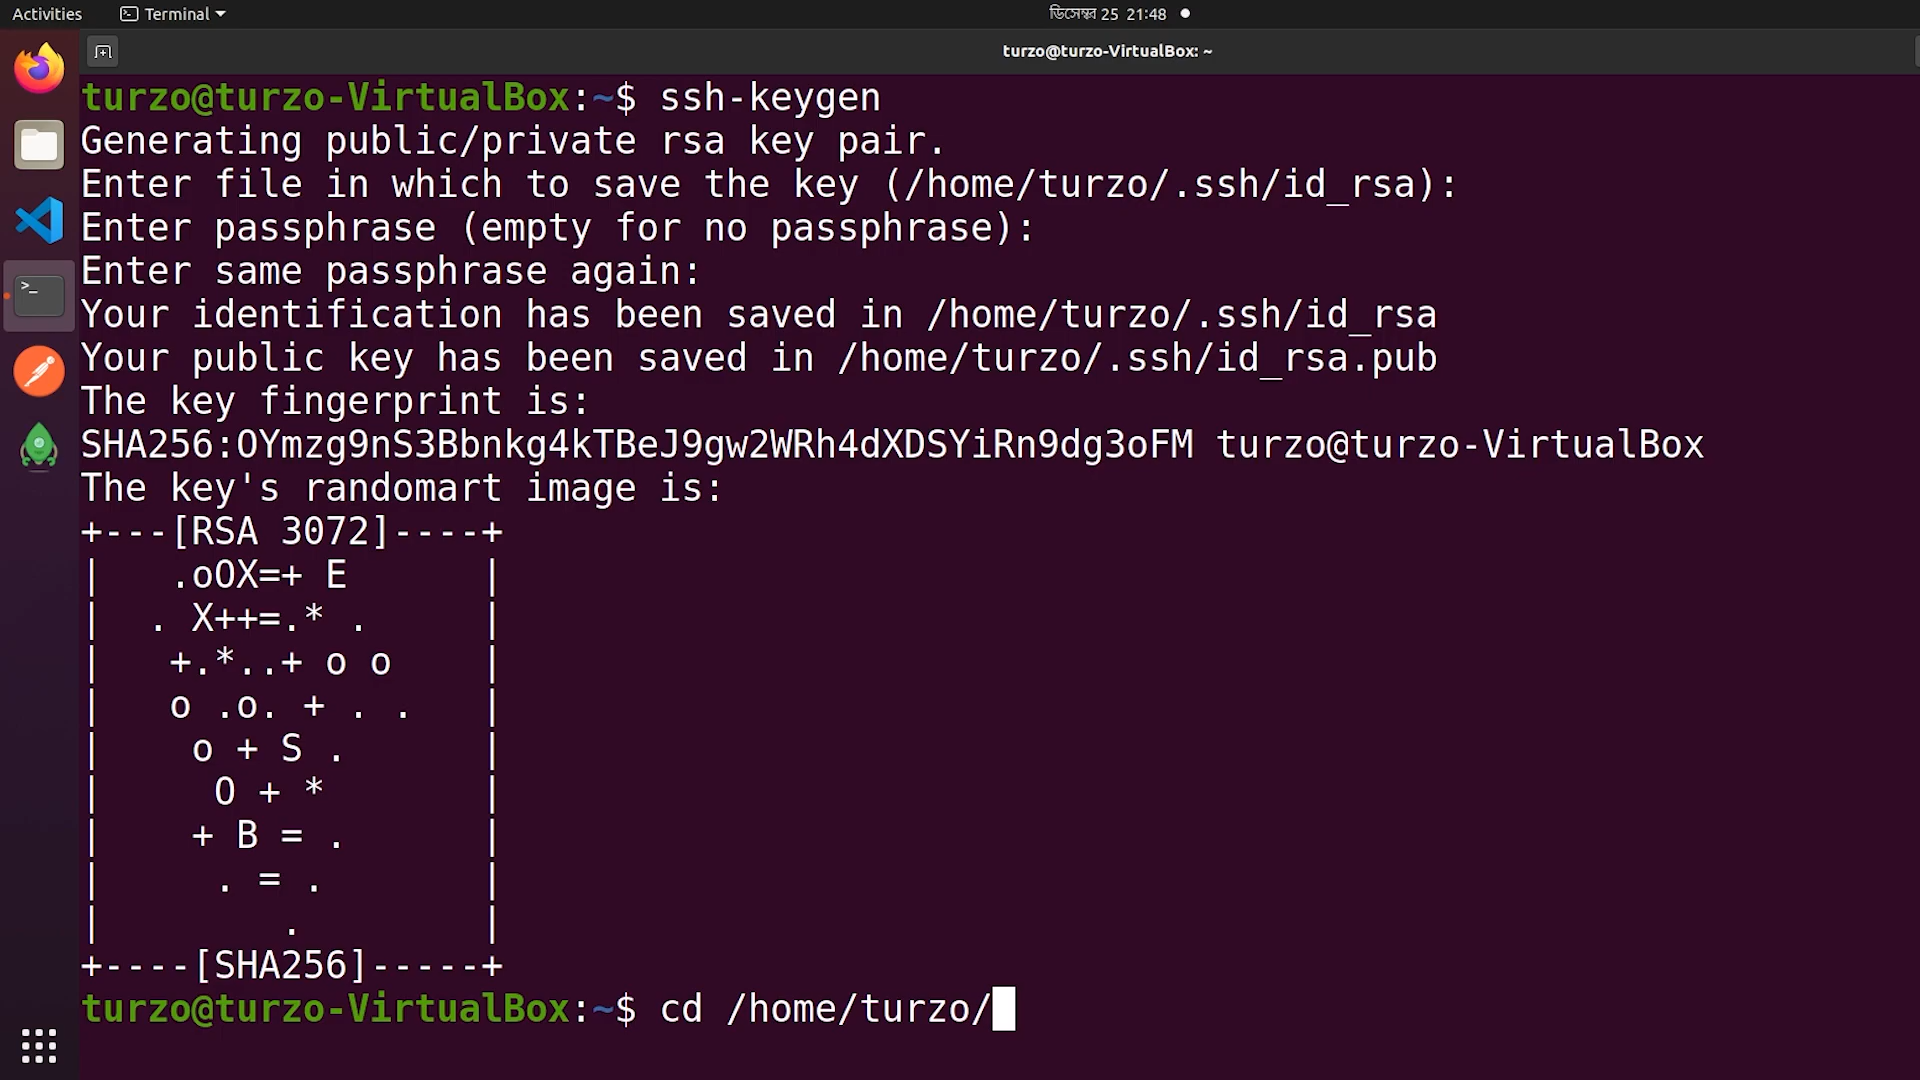 Activities Terminal ডিসেম্বর 25 21:48
turzo@turzo-VirtualBox: ~
turzo@turzo-VirtualBox:~$ ssh-keygen
Generating public/private rsa key pair.
Enter file in which to save the key (/home/turzo/.ssh/id_rsa):
Enter passphrase (empty for no passphrase):
Enter same passphrase again:
Your identification has been saved in /home/turzo/.ssh/id_rsa
Your public key has been saved in /home/turzo/.ssh/id_rsa.pub
The key fingerprint is:
SHA256:OYmzg9nS3Bbnkg4kTBeJ9gw2WRh4dXDSYiRn9dg3oFM turzo@turzo-VirtualBox
The key's randomart image is:
+---[RSA 3072]----+
|   .oOX=+ E      |
|  . X++=.* .     |
|   +.*..+ o o    |
|   o .o. + . .   |
|    o + S .      |
|     O + *       |
|    + B = .      |
|     . = .       |
|        .        |
+----[SHA256]-----+
turzo@turzo-VirtualBox:~$ cd /home/turzo/